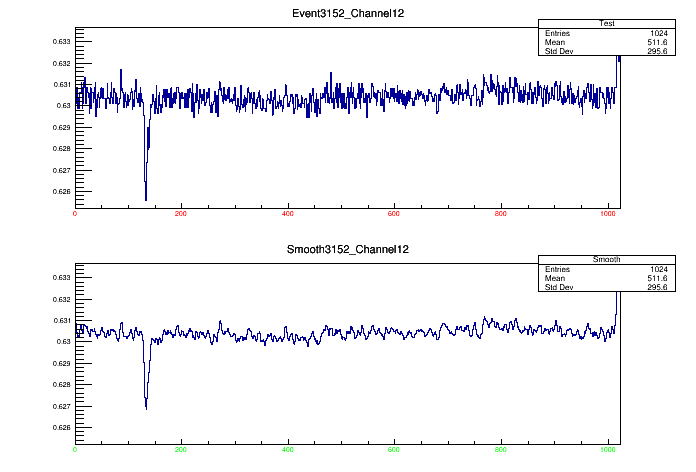 Event3152_Channel12
Test
Entries 1024
Mean 511.6
Std Dev 295.6
0.633
0.632
0.631
0.63
0.629
0.628
0.627
0.626
0 200 400 600 800 1000
Smooth3152_Channel12
Smooth
Entries 1024
Mean 511.6
Std Dev 295.6
0.633
0.632
0.631
0.63
0.629
0.628
0.627
0.626
0 200 400 600 800 1000